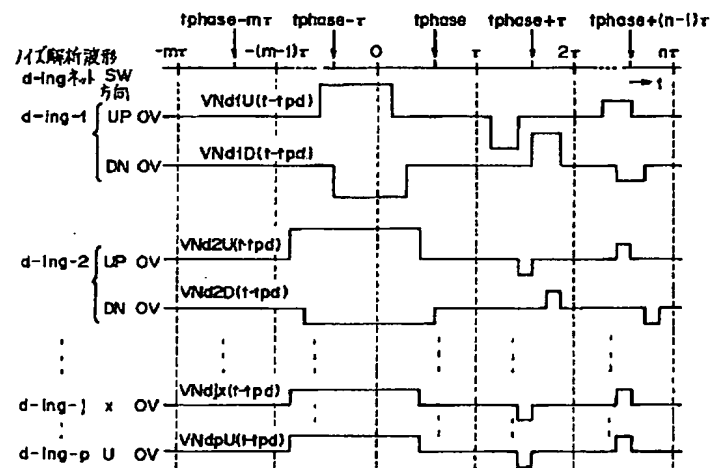 tphase-mτ tphase-τ tphase tphase+τ tphase+(n-1)τ
ノイズ解析波形 -mτ -(m-1)τ 0 τ 2τ nτ
d-ingネット SW方向 t
d-ing-1 UP 0V VNd1U(t-tpd)
DN 0V VNd1D(t-tpd)
d-ing-2 UP 0V VNd2U(t-tpd)
DN 0V VNd2D(t-tpd)
d-ing-j x 0V VNdjx(t-tpd)
d-ing-p U 0V VNdpU(t-tpd)